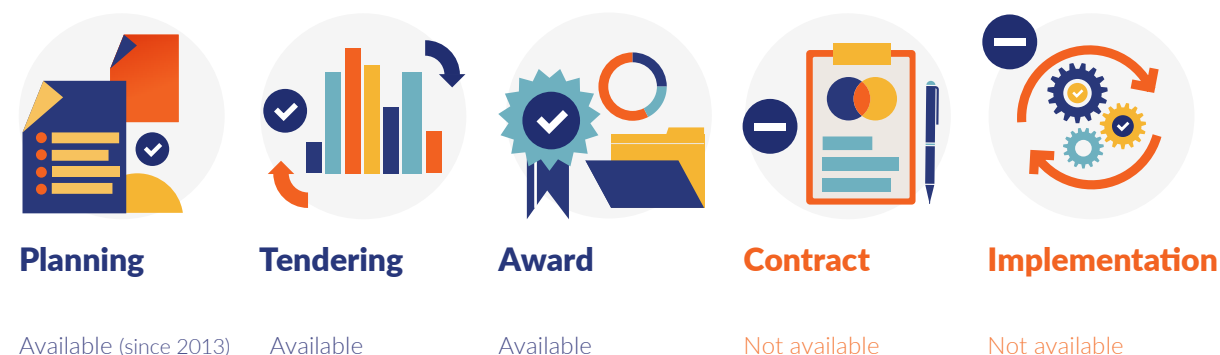 Planning Tendering Award Contract Implementation
Available (since 2013) Available Available Not available Not available